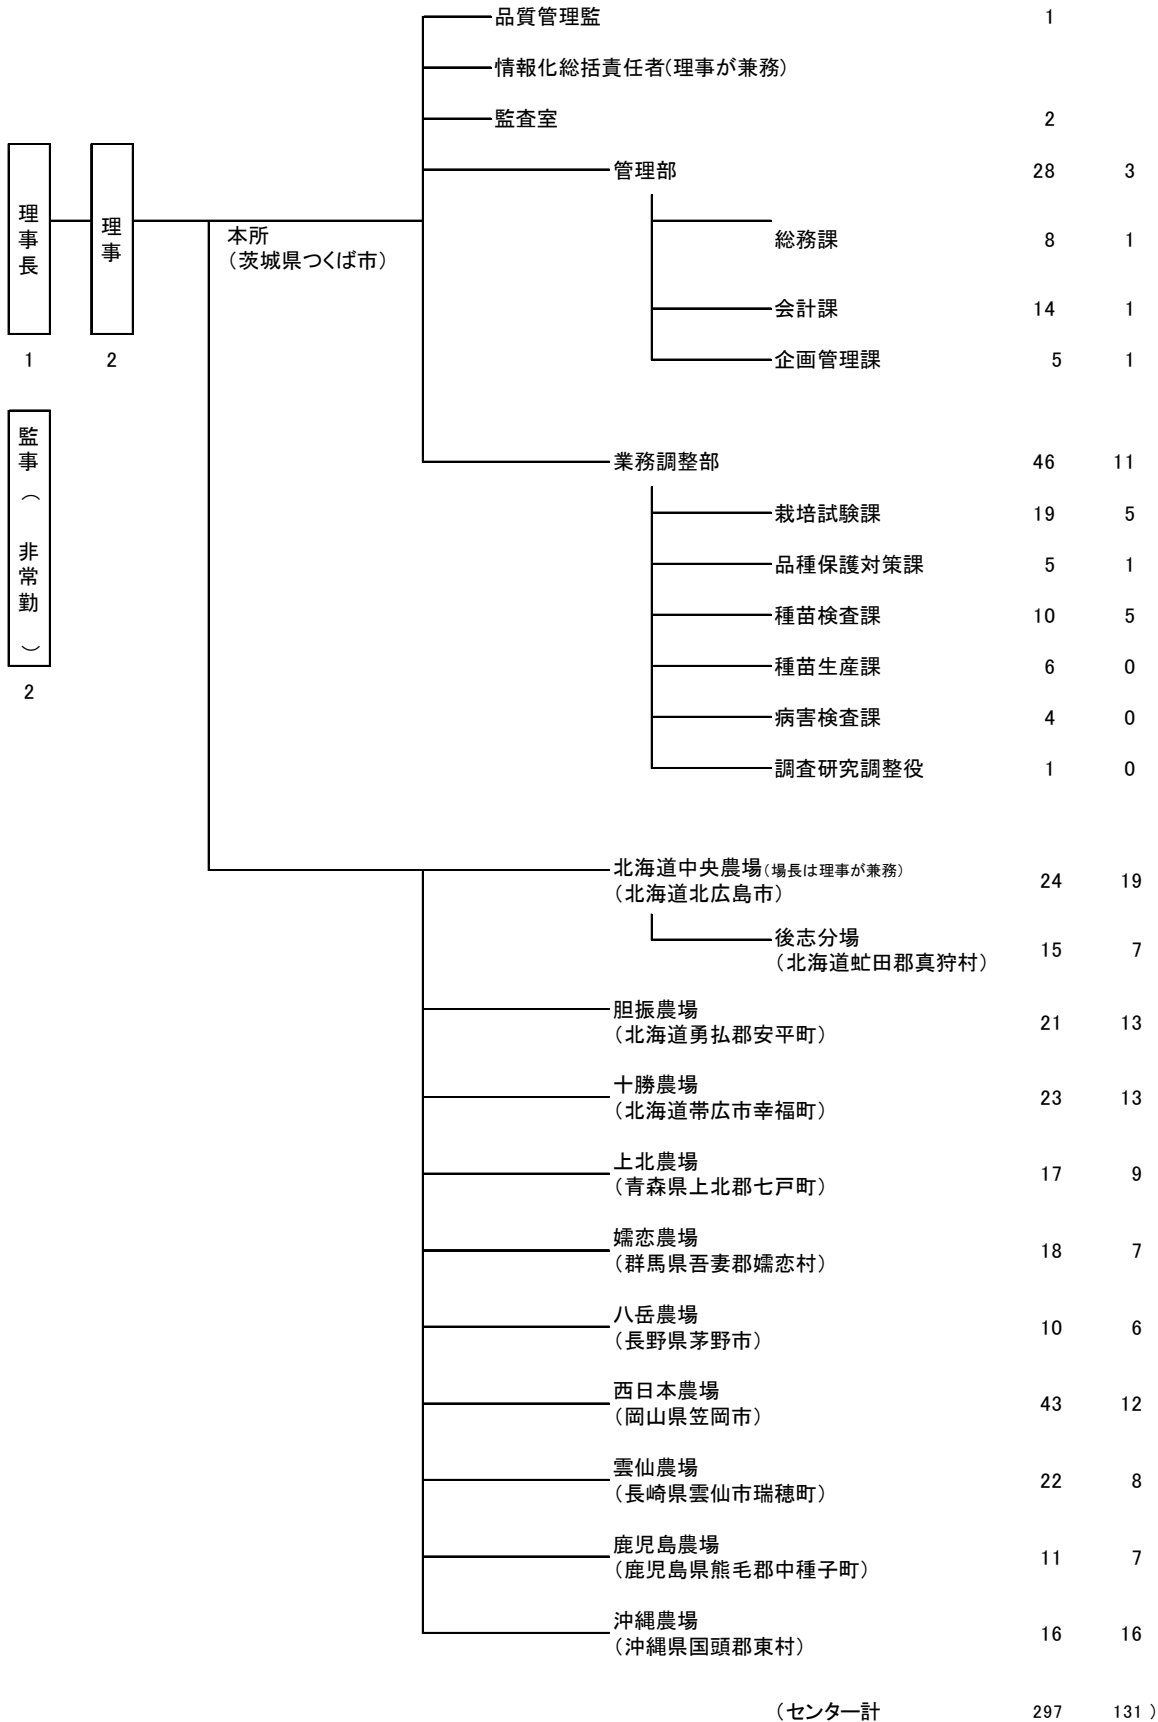 品質管理監 1
情報化総括責任者(理事が兼務)
監査室 2
管理部 28 3
理事長
理事
本所
（茨城県つくば市）
総務課 8 1
会計課 14 1
1 2
企画管理課 5 1
監事（非常勤）
2
業務調整部 46 11
栽培試験課 19 5
品種保護対策課 5 1
種苗検査課 10 5
種苗生産課 6 0
病害検査課 4 0
調査研究調整役 1 0
北海道中央農場(場長は理事が兼務)
（北海道北広島市） 24 19
後志分場
（北海道虻田郡真狩村） 15 7
胆振農場
（北海道勇払郡安平町） 21 13
十勝農場
（北海道帯広市幸福町） 23 13
上北農場
（青森県上北郡七戸町） 17 9
嬬恋農場
（群馬県吾妻郡嬬恋村） 18 7
八岳農場
（長野県茅野市） 10 6
西日本農場
（岡山県笠岡市） 43 12
雲仙農場
（長崎県雲仙市瑞穂町） 22 8
鹿児島農場
（鹿児島県熊毛郡中種子町） 11 7
沖縄農場
（沖縄県国頭郡東村） 16 16
（センター計 297 131 ）